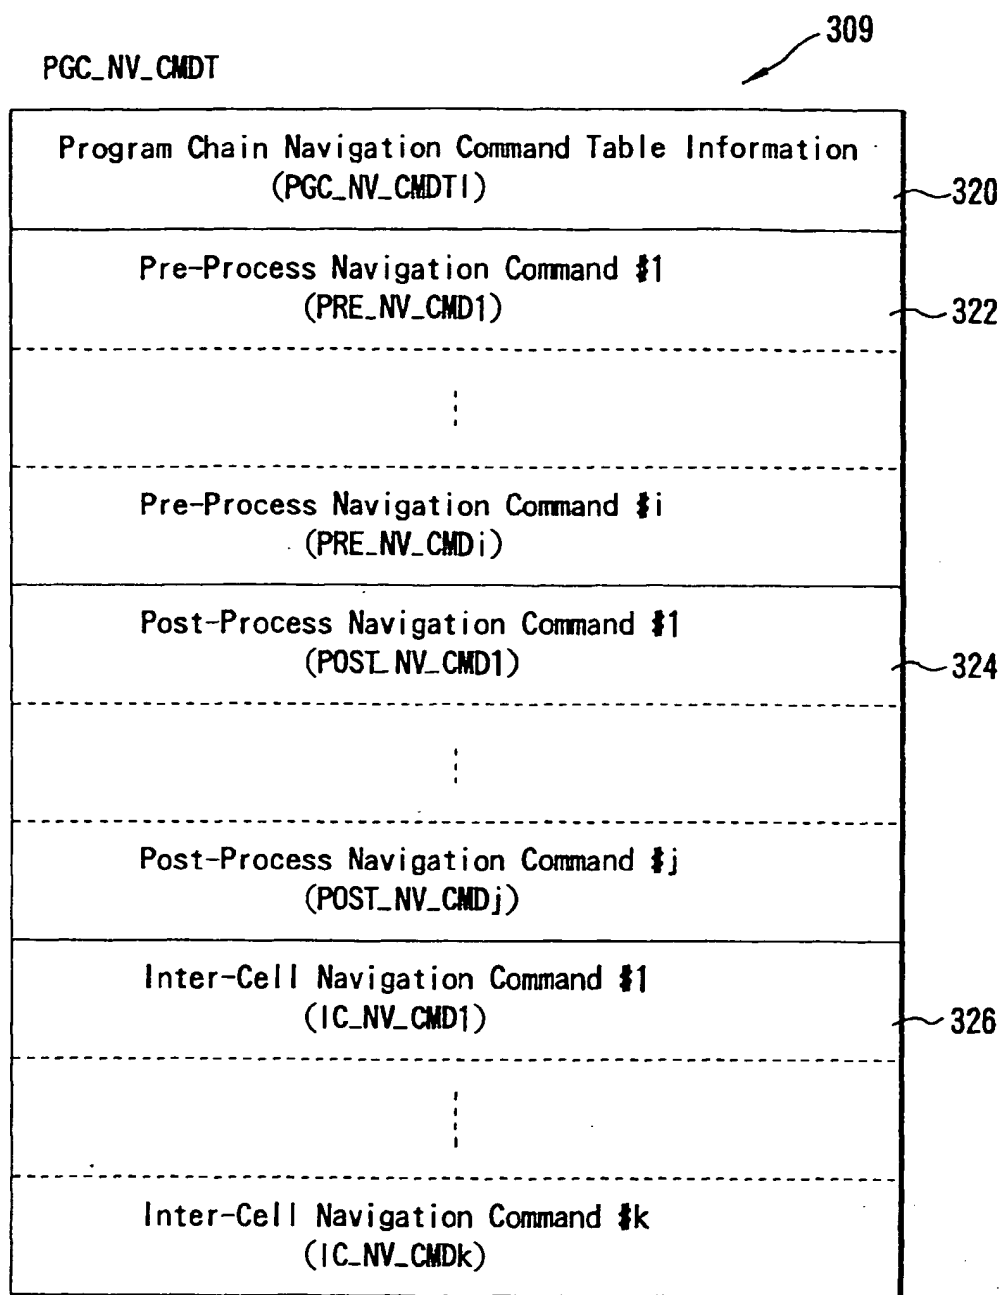 309
PGC_NV_CMDT
Program Chain Navigation Command Table Information
(PGC_NV_CMDTI)
320
Pre-Process Navigation Command #1
(PRE_NV_CMD1)
322
Pre-Process Navigation Command #i
(PRE_NV_CMDi)
Post-Process Navigation Command #1
(POST_NV_CMD1)
324
Post-Process Navigation Command #j
(POST_NV_CMDj)
Inter-Cell Navigation Command #1
(IC_NV_CMD1)
326
Inter-Cell Navigation Command #k
(IC_NV_CMDk)